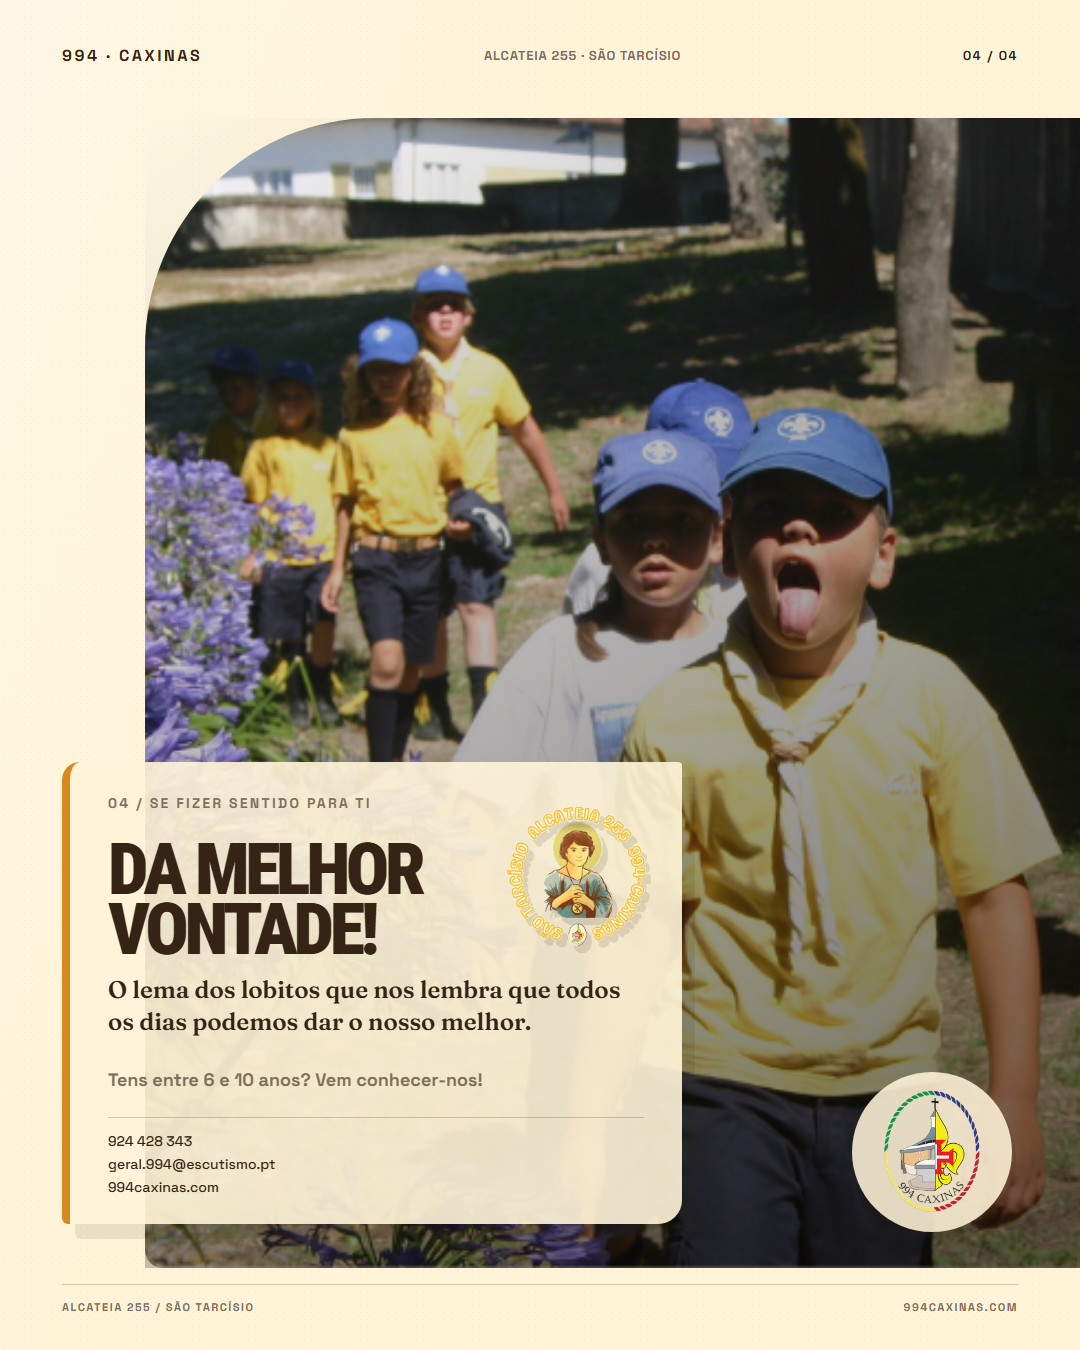 994 · CAXINAS
ALCATEIA 255 · SÃO TARCÍSIO
04 / 04
04 / SE FIZER SENTIDO PARA TI
DA MELHOR
VONTADE!
ALCATEIA 255 994-CAXINAS SÃO TARCÍSIO
O lema dos lobitos que nos lembra que todos
os dias podemos dar o nosso melhor.
Tens entre 6 e 10 anos? Vem conhecer-nos!
924 428 343
geral.994@escutismo.pt
994caxinas.com
994 CAXINAS
ALCATEIA 255 / SÃO TARCÍSIO
994CAXINAS.COM